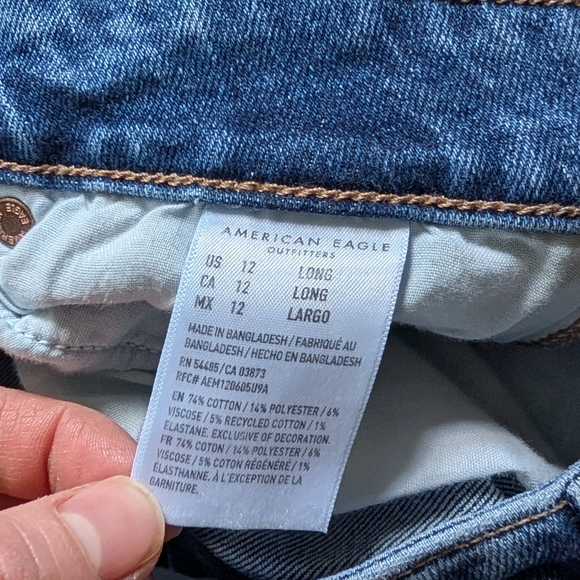 AMERICAN EAGLE
OUTFITTERS
US 12 LONG
CA 12 LONG
MX 12 LARGO
MADE IN BANGLADESH / FABRIQUÉ AU
BANGLADESH / HECHO EN BANGLADESH
RN 54485 / CA 03873
RFC# AEM120605U9A
EN 74% COTTON / 14% POLYESTER / 6%
VISCOSE / 5% RECYCLED COTTON / 1%
ELASTANE. EXCLUSIVE OF DECORATION.
FR 74% COTON / 14% POLYESTER / 6%
VISCOSE / 5% COTON RÉGÉNÉRÉ / 1%
ÉLASTHANNE. À L'EXCEPTION DE LA
GARNITURE.